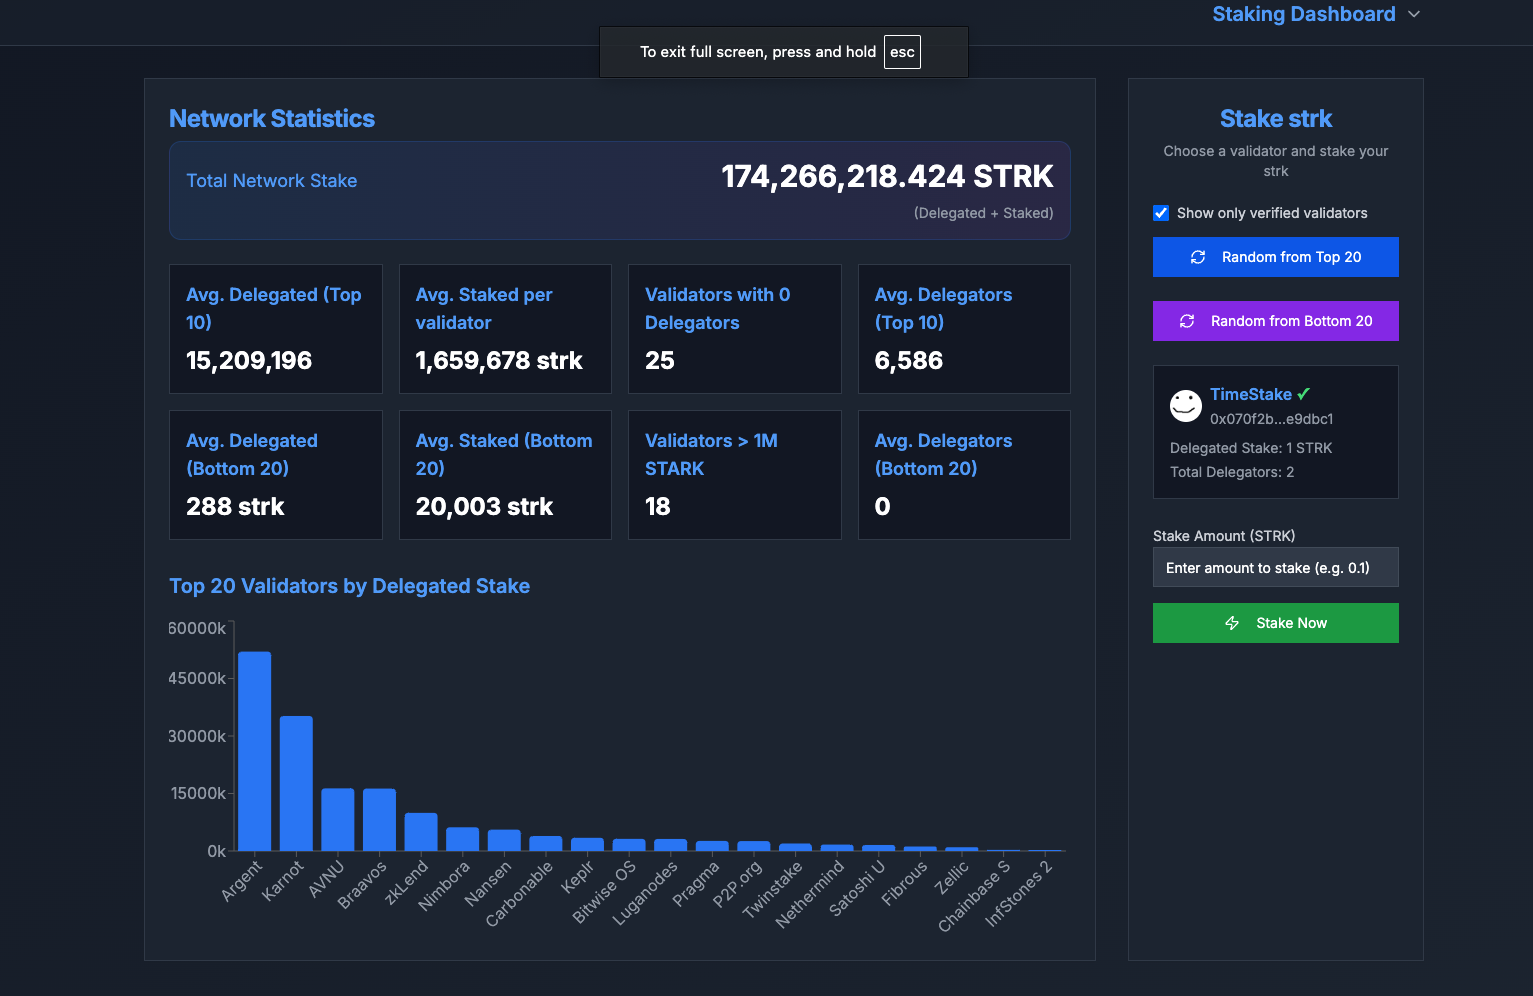 Staking Dashboard
To exit full screen, press and hold esc
Network Statistics
Total Network Stake
174,266,218.424 STRK
(Delegated + Staked)
Avg. Delegated (Top
10)
15,209,196
Avg. Staked per
validator
1,659,678 strk
Validators with 0
Delegators
25
Avg. Delegators
(Top 10)
6,586
Avg. Delegated
(Bottom 20)
288 strk
Avg. Staked (Bottom
20)
20,003 strk
Validators > 1M
STARK
18
Avg. Delegators
(Bottom 20)
0
Top 20 Validators by Delegated Stake
60000k
45000k
30000k
15000k
0k
Argent
Karnot
AVNU
Braavos
zkLend
Nimbora
Nansen
Carbonable
Keplr
Bitwise OS
Luganodes
Pragma
P2P.org
Twinstake
Nethermind
Satoshi U
Fibrous
Zellic
Chainbase S
InfStones 2
Stake strk
Choose a validator and stake your
strk
Show only verified validators
Random from Top 20
Random from Bottom 20
TimeStake ✓
0x070f2b...e9dbc1
Delegated Stake: 1 STRK
Total Delegators: 2
Stake Amount (STRK)
Enter amount to stake (e.g. 0.1)
Stake Now